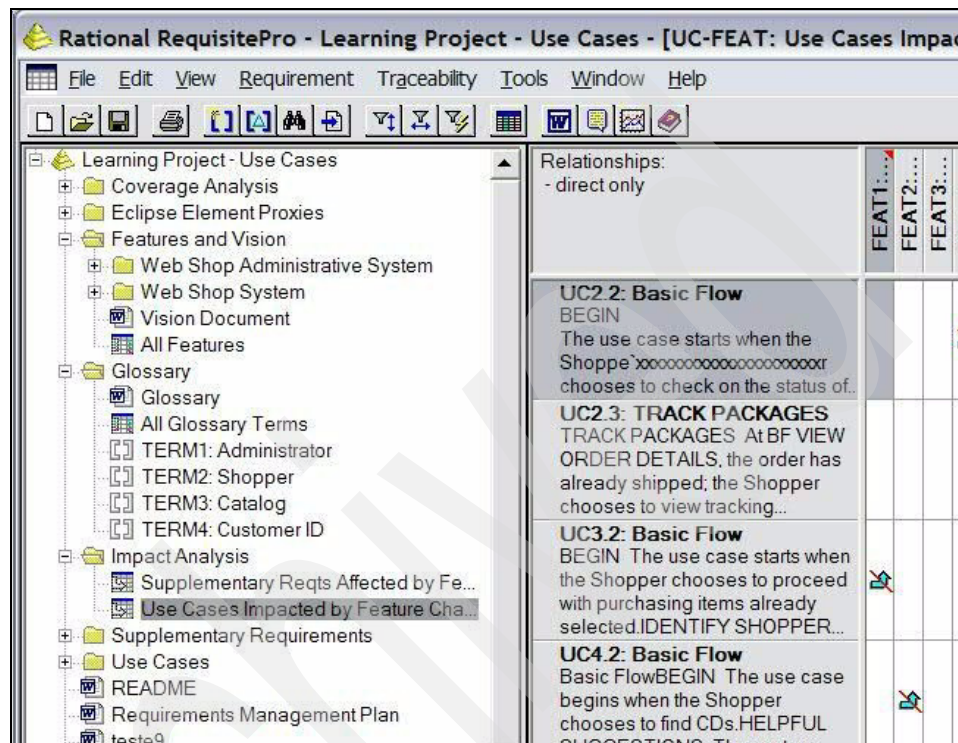 Rational RequisitePro - Learning Project - Use Cases - [UC-FEAT: Use Cases Impac
File Edit View Requirement Traceability Tools Window Help
Learning Project - Use Cases
Coverage Analysis
Eclipse Element Proxies
Features and Vision
Web Shop Administrative System
Web Shop System
Vision Document
All Features
Glossary
Glossary
All Glossary Terms
TERM1: Administrator
TERM2: Shopper
TERM3: Catalog
TERM4: Customer ID
Impact Analysis
Supplementary Reqts Affected by Fe...
Use Cases Impacted by Feature Cha...
Supplementary Requirements
Use Cases
README
Requirements Management Plan
teste9
Relationships:
- direct only
FEAT1:...
FEAT2:...
FEAT3:...
UC2.2: Basic Flow
BEGIN
The use case starts when the
Shoppe`xxxxxxxxxxxxxxxxxxxxxxr
chooses to check on the status of..
UC2.3: TRACK PACKAGES
TRACK PACKAGES At BF VIEW
ORDER DETAILS, the order has
already shipped; the Shopper
chooses to view tracking...
UC3.2: Basic Flow
BEGIN The use case starts when
the Shopper chooses to proceed
with purchasing items already
selected.IDENTIFY SHOPPER...
UC4.2: Basic Flow
Basic FlowBEGIN The use case
begins when the Shopper
chooses to find CDs.HELPFUL